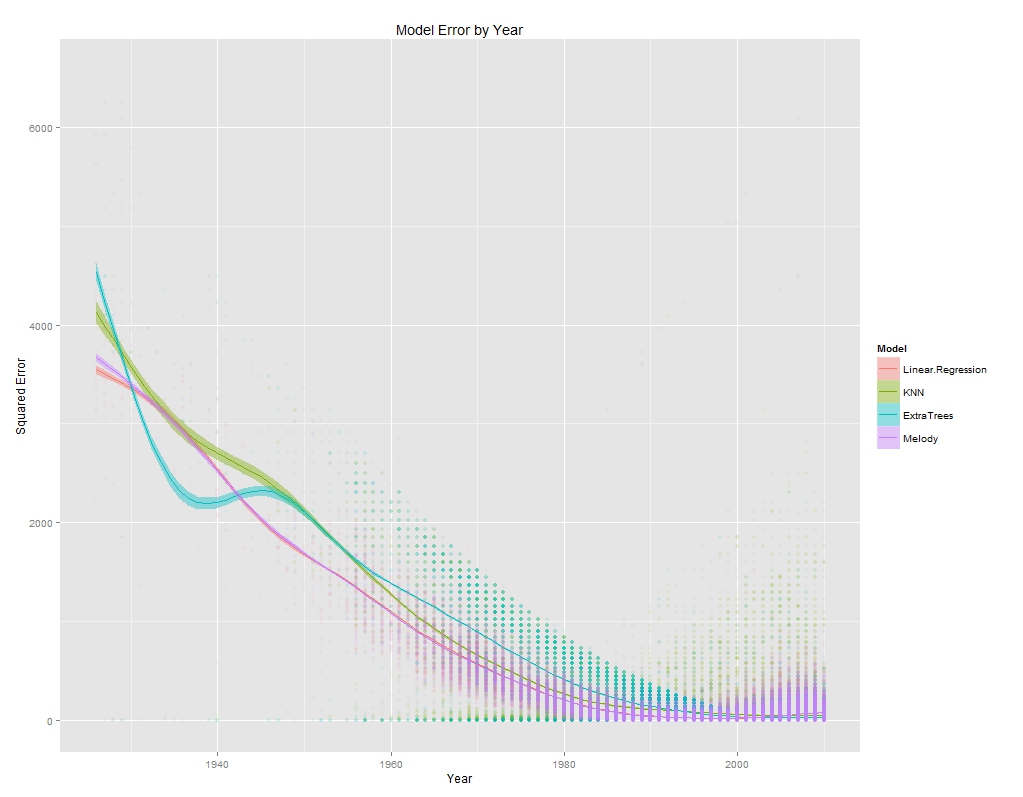 Model Error by Year
6000
4000
2000
0
Squared Error
1940
1960
1980
2000
Year
Model
Linear.Regression
KNN
ExtraTrees
Melody